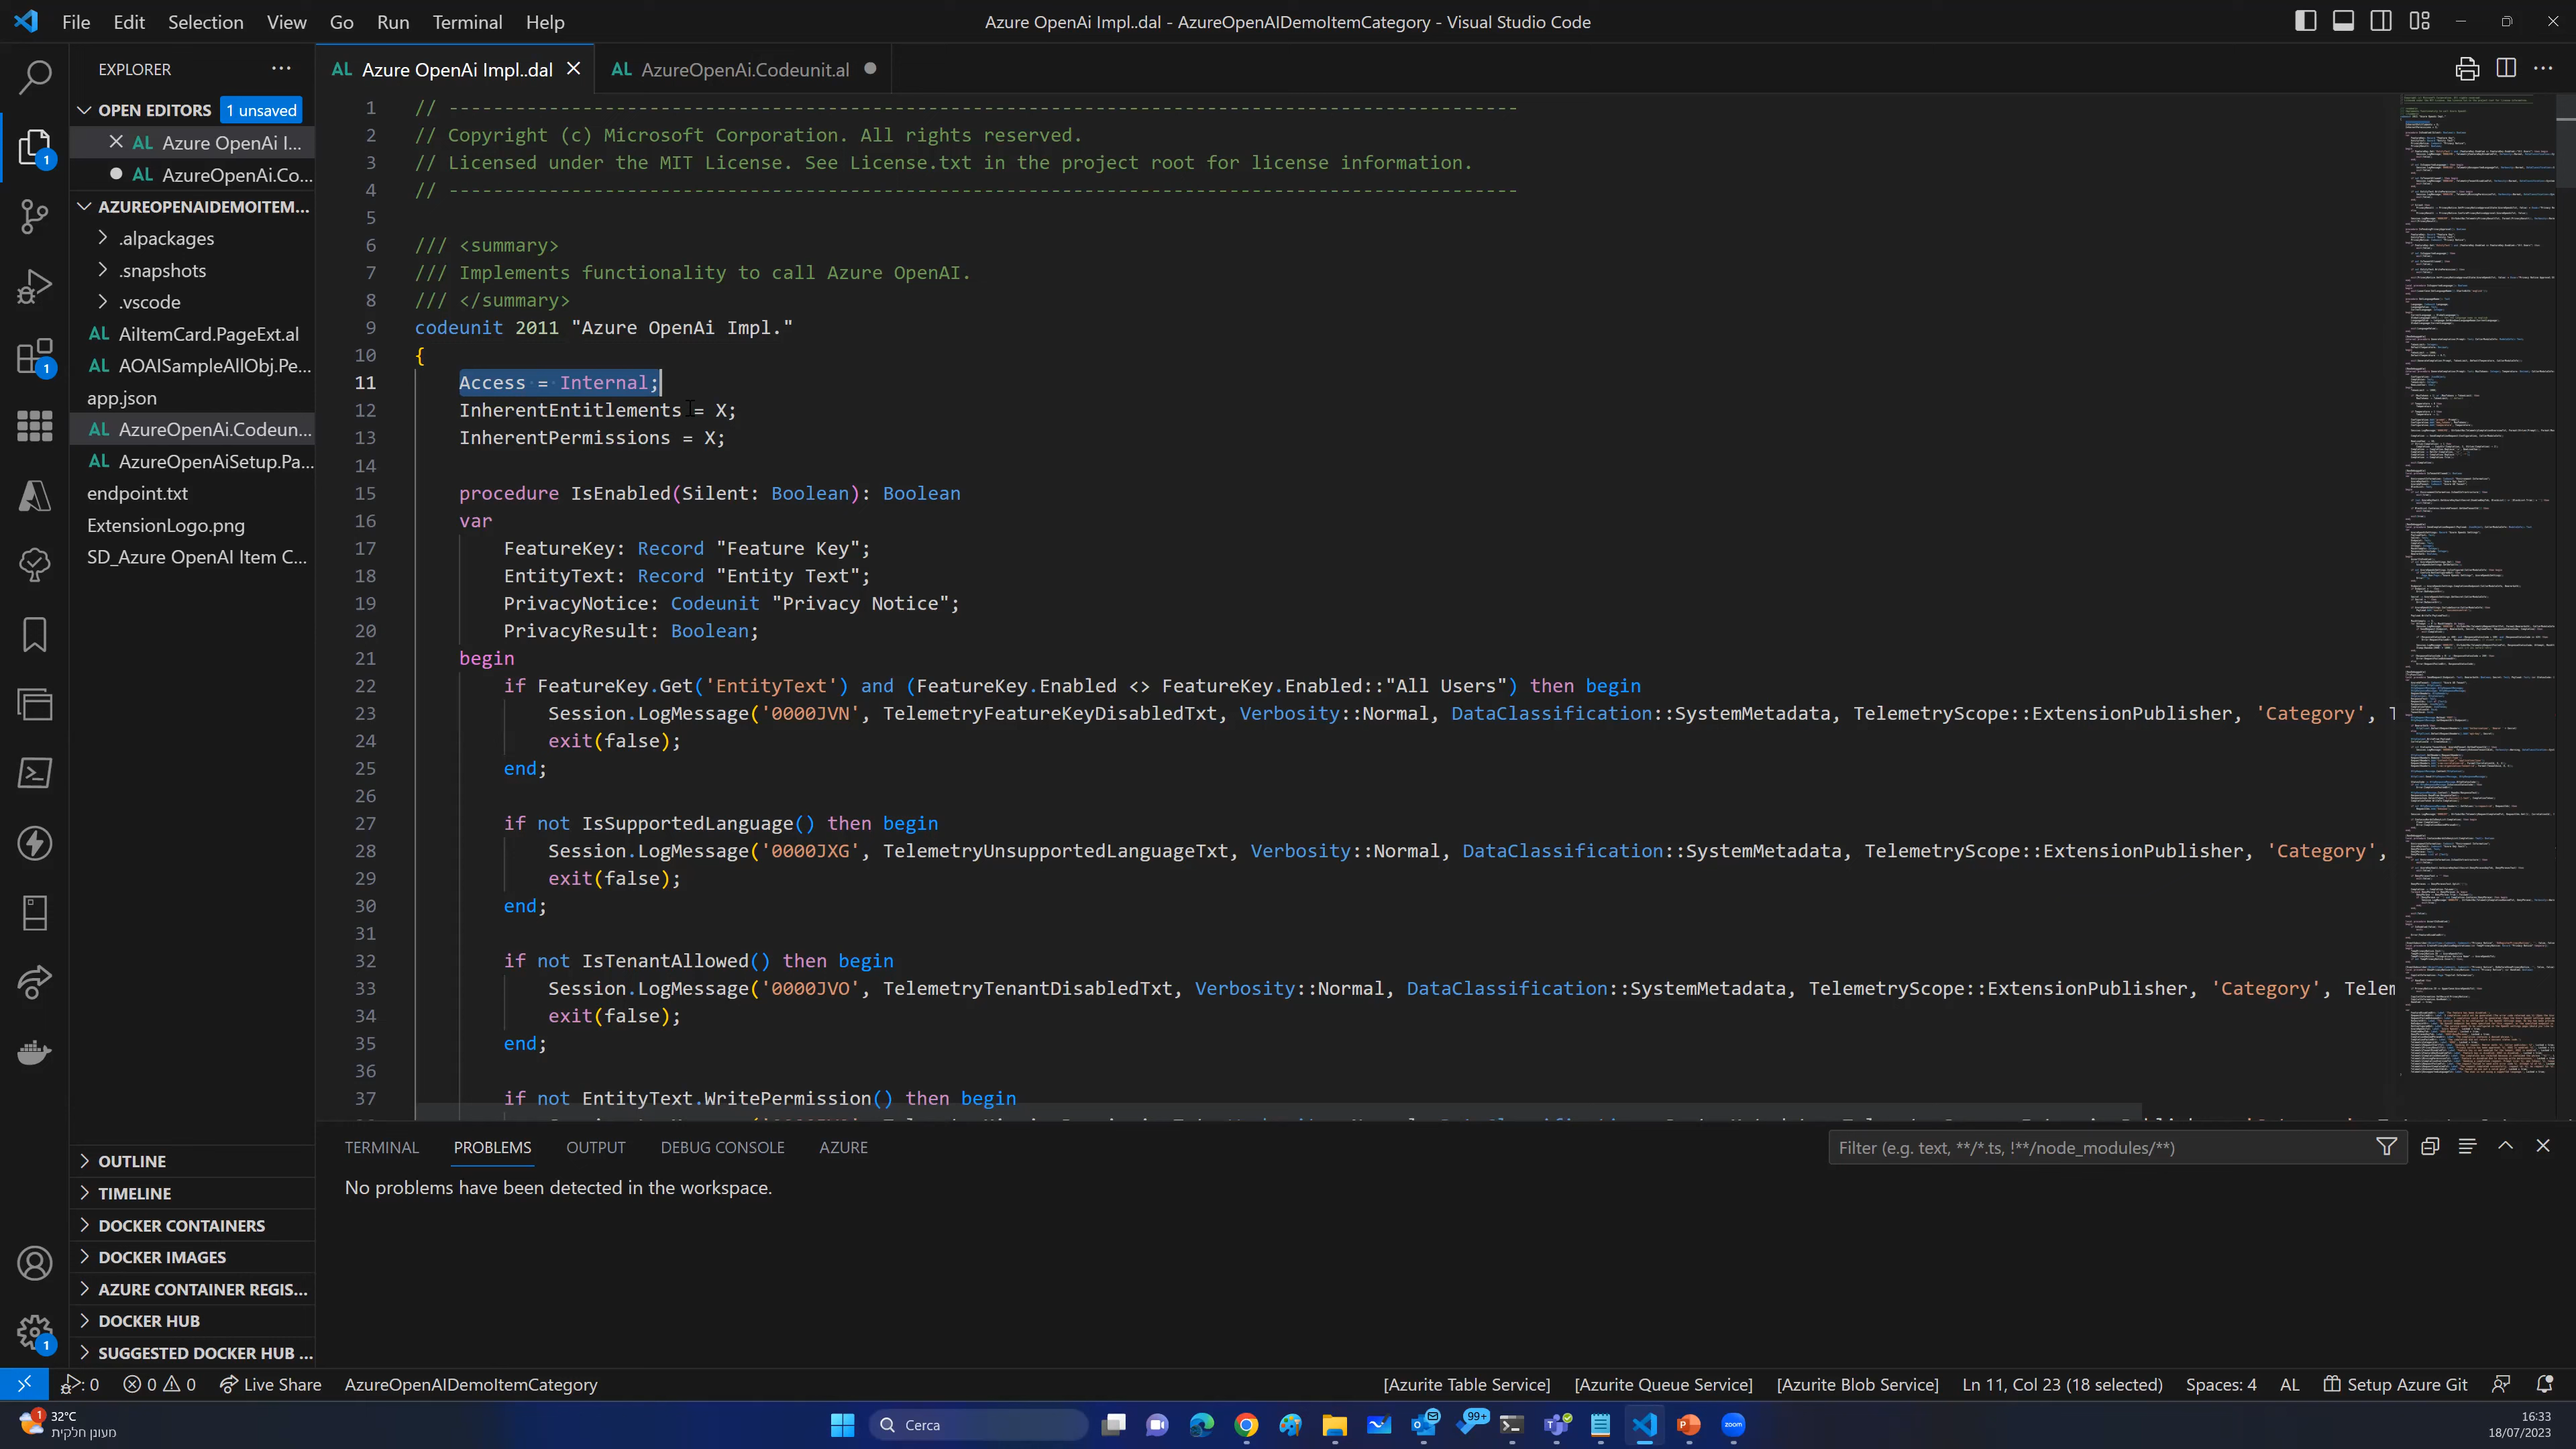 File Edit Selection View Go Run Terminal Help
Azure OpenAi Impl..dal - AzureOpenAIDemoItemCategory - Visual Studio Code
EXPLORER
OPEN EDITORS 1 unsaved
AL Azure OpenAi I...
AL AzureOpenAi.Co...
AZUREOPENAIDEMOITEM...
.alpackages
.snapshots
.vscode
AL AiItemCard.PageExt.al
AL AOAISampleAllObj.Pe...
app.json
AL AzureOpenAi.Codeun...
AL AzureOpenAiSetup.Pa...
endpoint.txt
ExtensionLogo.png
SD_Azure OpenAI Item C...
OUTLINE
TIMELINE
DOCKER CONTAINERS
DOCKER IMAGES
AZURE CONTAINER REGIS...
DOCKER HUB
SUGGESTED DOCKER HUB ...
1
1
1
AL Azure OpenAi Impl..dal
AL AzureOpenAi.Codeunit.al
1 // ------------------------------------------------------------------------------------------------
2 // Copyright (c) Microsoft Corporation. All rights reserved.
3 // Licensed under the MIT License. See License.txt in the project root for license information.
4 // ------------------------------------------------------------------------------------------------
5
6 /// <summary>
7 /// Implements functionality to call Azure OpenAI.
8 /// </summary>
9 codeunit 2011 "Azure OpenAi Impl."
10 {
11 Access = Internal;
12 InherentEntitlements = X;
13 InherentPermissions = X;
14
15 procedure IsEnabled(Silent: Boolean): Boolean
16 var
17 FeatureKey: Record "Feature Key";
18 EntityText: Record "Entity Text";
19 PrivacyNotice: Codeunit "Privacy Notice";
20 PrivacyResult: Boolean;
21 begin
22 if FeatureKey.Get('EntityText') and (FeatureKey.Enabled <> FeatureKey.Enabled::"All Users") then begin
23 Session.LogMessage('0000JVN', TelemetryFeatureKeyDisabledTxt, Verbosity::Normal, DataClassification::SystemMetadata, TelemetryScope::ExtensionPublisher, 'Category', T
24 exit(false);
25 end;
26
27 if not IsSupportedLanguage() then begin
28 Session.LogMessage('0000JXG', TelemetryUnsupportedLanguageTxt, Verbosity::Normal, DataClassification::SystemMetadata, TelemetryScope::ExtensionPublisher, 'Category',
29 exit(false);
30 end;
31
32 if not IsTenantAllowed() then begin
33 Session.LogMessage('0000JVO', TelemetryTenantDisabledTxt, Verbosity::Normal, DataClassification::SystemMetadata, TelemetryScope::ExtensionPublisher, 'Category', Telem
34 exit(false);
35 end;
36
37 if not EntityText.WritePermission() then begin
TERMINAL PROBLEMS OUTPUT DEBUG CONSOLE AZURE
Filter (e.g. text, **/*.ts, !**/node_modules/**)
No problems have been detected in the workspace.
0 0 0 Live Share AzureOpenAIDemoItemCategory
[Azurite Table Service] [Azurite Queue Service] [Azurite Blob Service] Ln 11, Col 23 (18 selected) Spaces: 4 AL Setup Azure Git
1 32°C
מעונן חלקית
Cerca
99+
16:33
18/07/2023